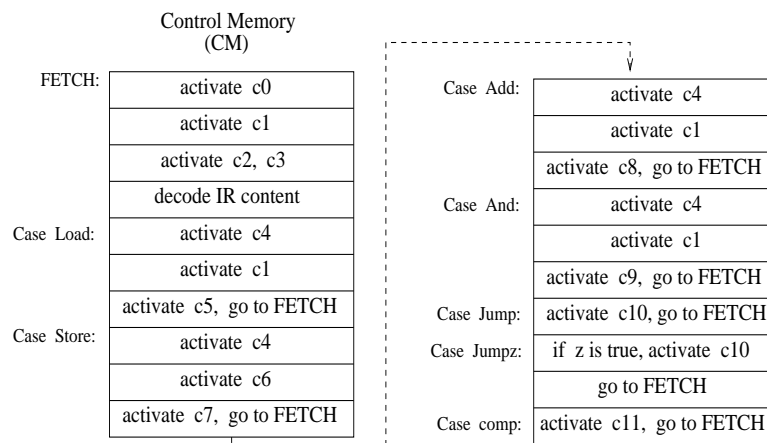 Control Memory
(CM)
FETCH:
activate c0
activate c1
activate c2, c3
decode IR content
Case Load:
activate c4
activate c1
activate c5, go to FETCH
Case Store:
activate c4
activate c6
activate c7, go to FETCH
Case Add:
activate c4
activate c1
activate c8, go to FETCH
Case And:
activate c4
activate c1
activate c9, go to FETCH
Case Jump:
activate c10, go to FETCH
Case Jumpz:
if z is true, activate c10
go to FETCH
Case comp:
activate c11, go to FETCH